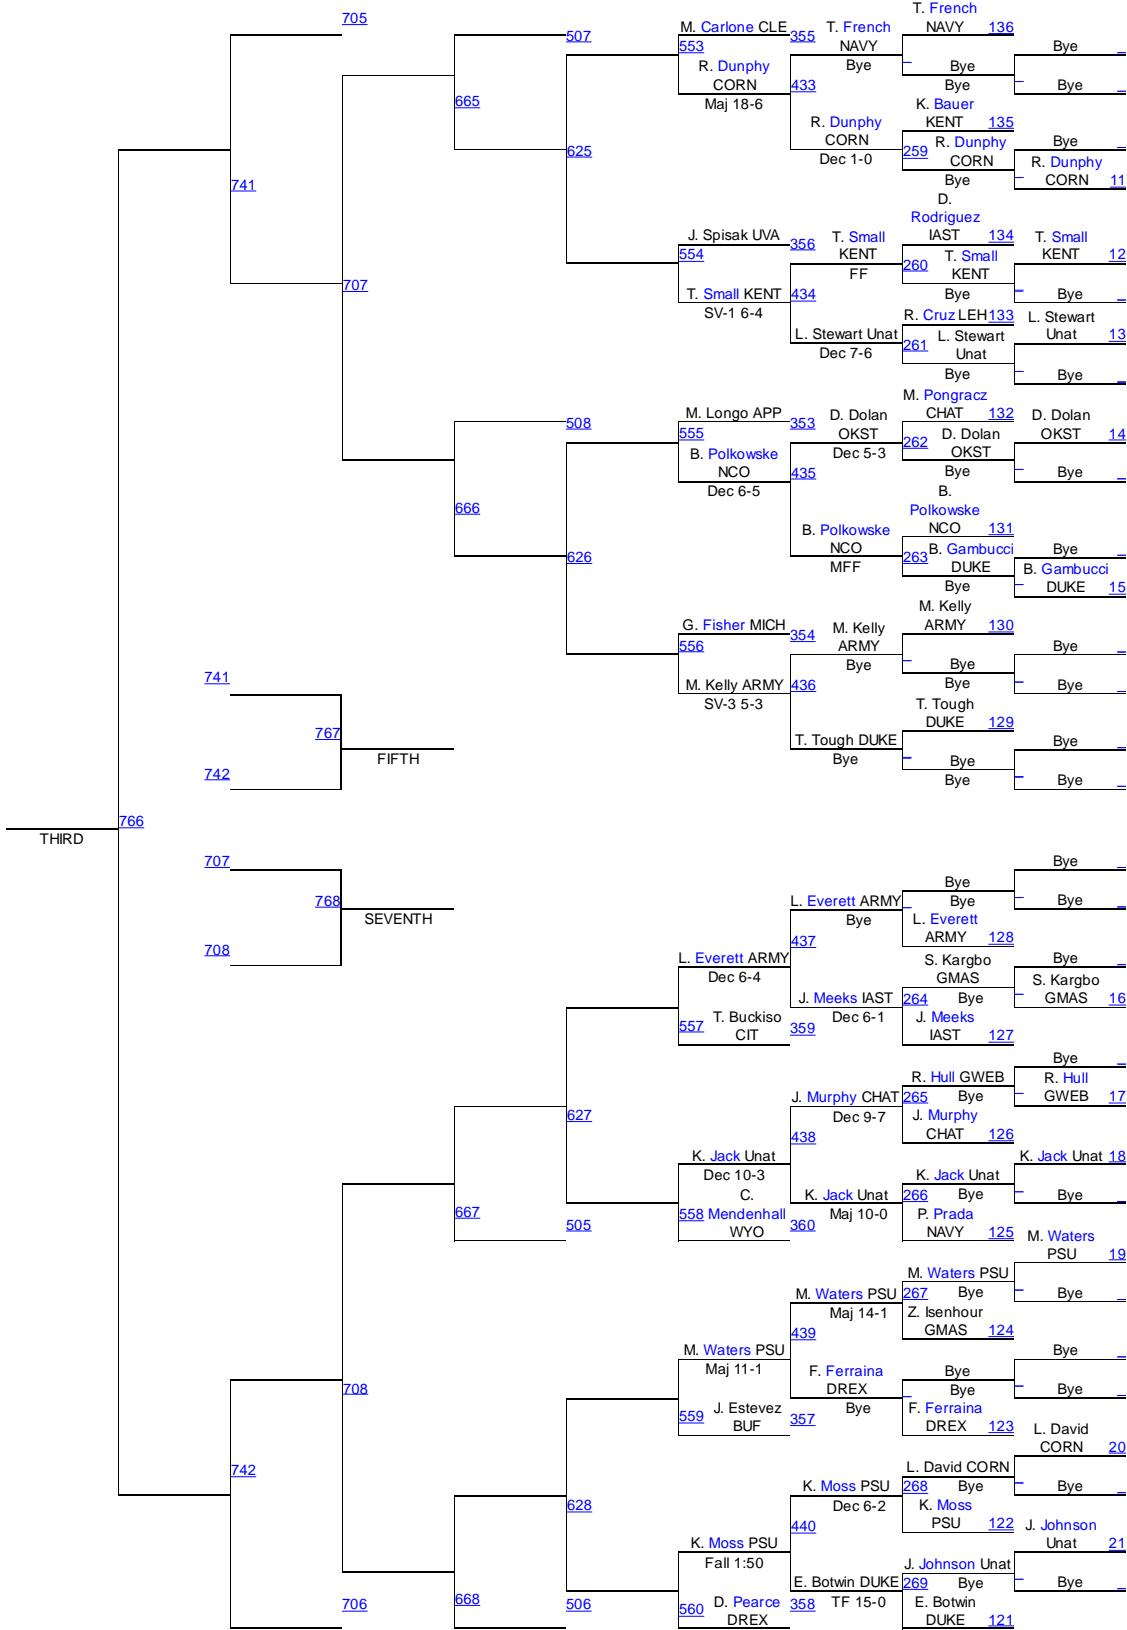 T. French
NAVY 136
705
M. Carlone CLE 355
T. French
NAVY
507
553
Bye
R. Dunphy
CORN
Maj 18-6
Bye
Bye
Bye
Bye
433
665
K. Bauer
KENT 135
R. Dunphy
CORN
Dec 1-0
259
R. Dunphy
CORN
Bye
Bye
R. Dunphy
CORN 11
625
741
D.
Rodriguez
IAST 134
J. Spisak UVA 356
554
T. Small
KENT
FF
260
T. Small
KENT
Bye
T. Small
KENT 12
Bye
707
T. Small KENT 434
SV-1 6-4
R. Cruz LEH 133
L. Stewart
Unat 13
L. Stewart Unat
Dec 7-6
261
L. Stewart
Unat
Bye
Bye
M. Pongracz
CHAT 132
508
M. Longo APP 353
555
D. Dolan
OKST
Dec 5-3
262
D. Dolan
OKST
Bye
D. Dolan
OKST 14
Bye
B. Polkowske
NCO
Dec 6-5
435
B.
Polkowske
NCO 131
666
B. Polkowske
NCO
MFF
263
B. Gambucci
DUKE
Bye
Bye
B. Gambucci
DUKE 15
626
M. Kelly
ARMY 130
G. Fisher MICH 354
556
M. Kelly
ARMY
Bye
Bye
Bye
Bye
Bye
M. Kelly ARMY 436
SV-3 5-3
741
T. Tough
DUKE 129
767
T. Tough DUKE
Bye
Bye
Bye
Bye
Bye
FIFTH
742
766
THIRD
707
Bye
Bye
Bye
Bye
768
L. Everett ARMY
Bye
SEVENTH
L. Everett
ARMY 128
437
708
L. Everett ARMY
Dec 6-4
S. Kargbo
GMAS
Bye
S. Kargbo
GMAS 16
J. Meeks IAST 264 Bye
Dec 6-1
557
T. Buckiso
CIT
359
J. Meeks
IAST 127
Bye
R. Hull GWEB
R. Hull
GWEB 17
J. Murphy CHAT 265 Bye
Dec 9-7
627
J. Murphy
CHAT 126
438
K. Jack Unat
Dec 10-3
K. Jack Unat 18
K. Jack Unat
K. Jack Unat 266 Bye
Bye
Maj 10-0
C.
558 Mendenhall
WYO
360
667
505
P. Prada
NAVY 125
M. Waters
PSU 19
M. Waters PSU
M. Waters PSU 267 Bye
Bye
Maj 14-1
Z. Isenhour
GMAS 124
439
M. Waters PSU
Maj 11-1
Bye
F. Ferraina
DREX
Bye
Bye
Bye
Bye
708
559
J. Estevez
BUF
357
F. Ferraina
DREX 123
L. David
CORN 20
742
L. David CORN
K. Moss PSU 268 Bye
Bye
Dec 6-2
628
K. Moss
PSU 122
440
J. Johnson
Unat 21
K. Moss PSU
Fall 1:50
J. Johnson Unat
E. Botwin DUKE 269 Bye
Bye
TF 15-0
706
668
506
560
D. Pearce
DREX
358
E. Botwin
DUKE 121